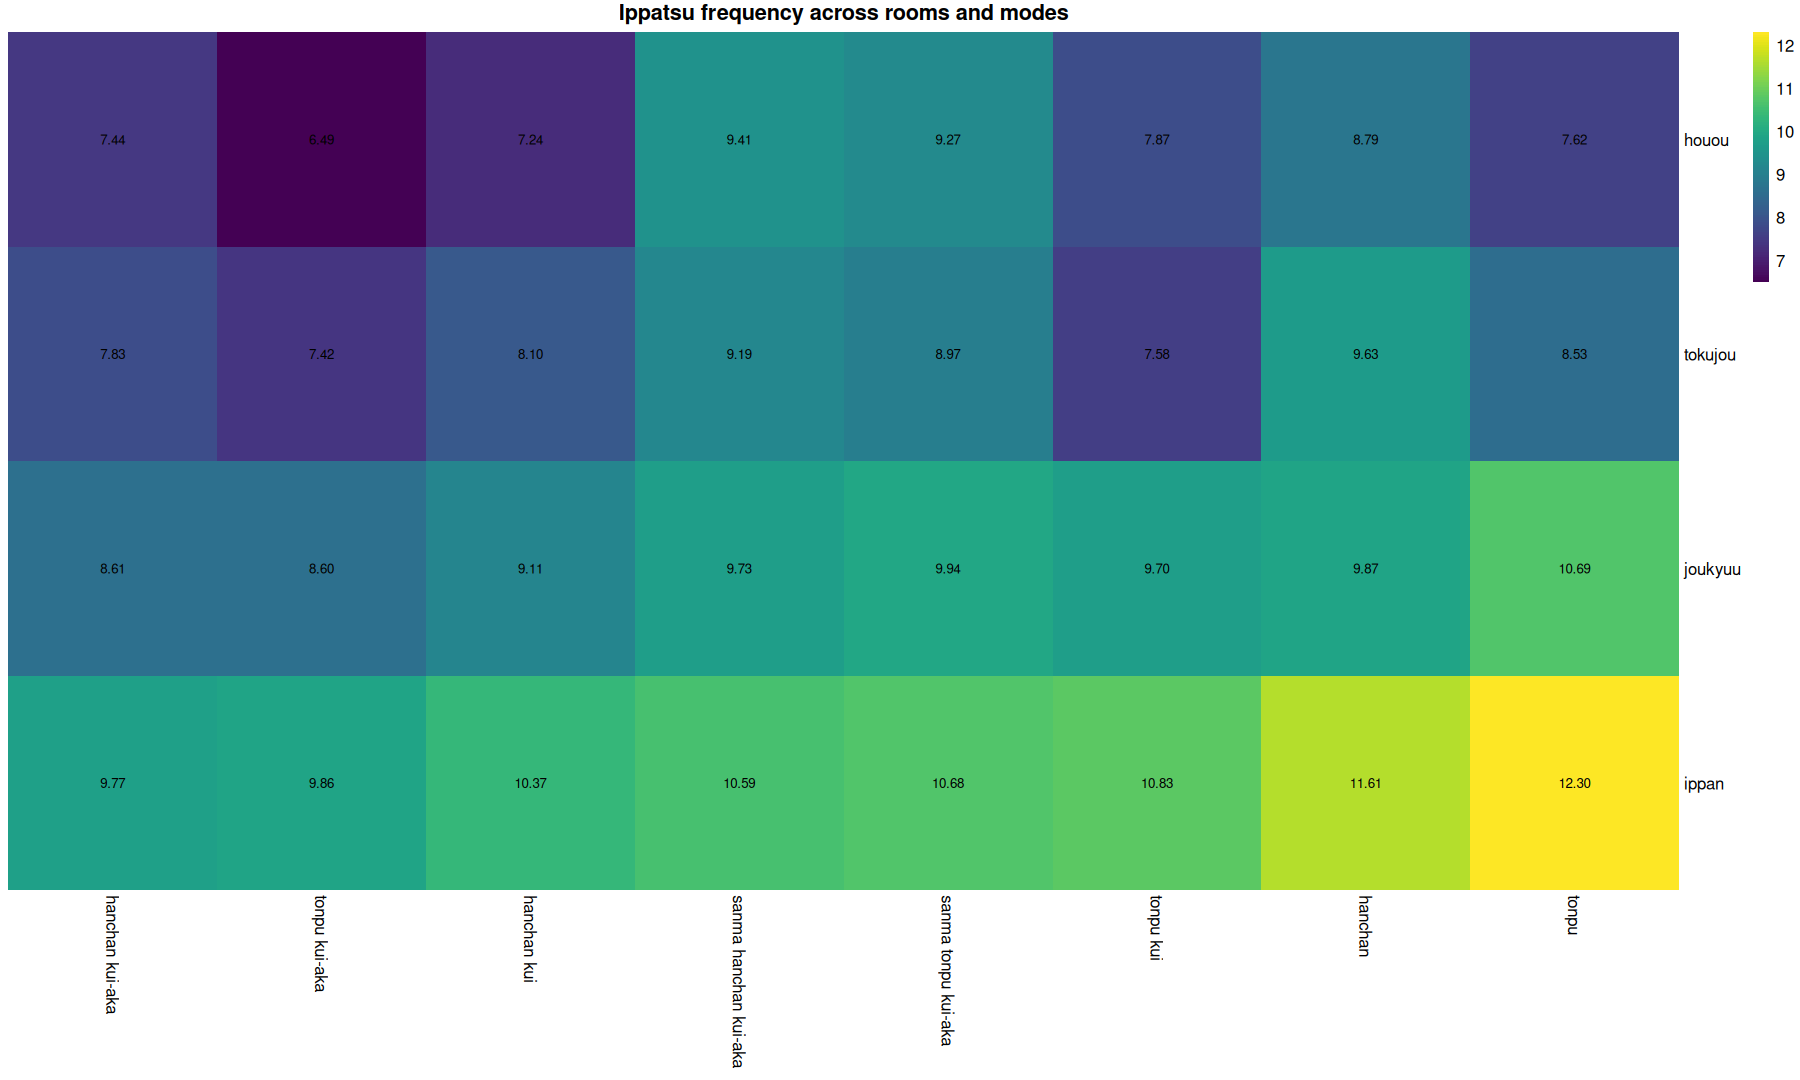 Ippatsu frequency across rooms and modes
7.44 6.49 7.24 9.41 9.27 7.87 8.79 7.62 houou
7.83 7.42 8.10 9.19 8.97 7.58 9.63 8.53 tokujou
8.61 8.60 9.11 9.73 9.94 9.70 9.87 10.69 joukyuu
9.77 9.86 10.37 10.59 10.68 10.83 11.61 12.30 ippan
hanchan kui-aka
tonpu kui-aka
hanchan kui
sanma hanchan kui-aka
sanma tonpu kui-aka
tonpu kui
hanchan
tonpu
12
11
10
9
8
7